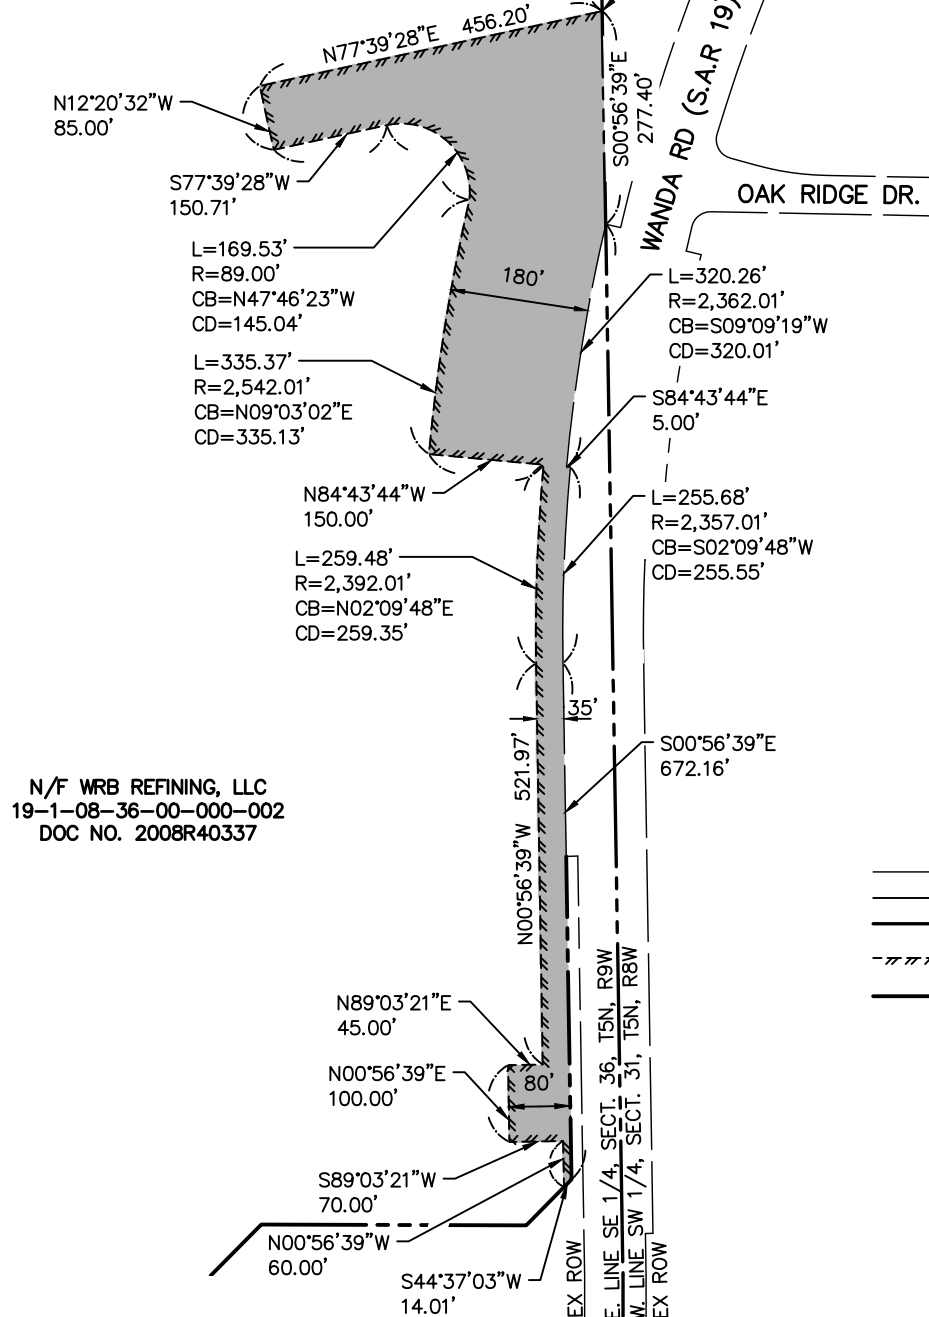 N77°39'28"E 456.20'
S00°56'39"E
277.40'
WANDA RD (S.A.R 19)
N12°20'32"W
85.00'
S77°39'28"W
150.71'
OAK RIDGE DR.
L=169.53'
R=89.00'
CB=N47°46'23"W
CD=145.04'
180'
L=320.26'
R=2,362.01'
CB=S09°09'19"W
CD=320.01'
L=335.37'
R=2,542.01'
CB=N09°03'02"E
CD=335.13'
S84°43'44"E
5.00'
N84°43'44"W
150.00'
L=255.68'
R=2,357.01'
CB=S02°09'48"W
CD=255.55'
L=259.48'
R=2,392.01'
CB=N02°09'48"E
CD=259.35'
35'
S00°56'39"E
672.16'
N00°56'39"W 521.97'
N/F WRB REFINING, LLC
19-1-08-36-00-000-002
DOC NO. 2008R40337
N89°03'21"E
45.00'
N00°56'39"E
100.00'
80'
S89°03'21"W
70.00'
N00°56'39"W
60.00'
S44°37'03"W
14.01'
EX ROW
E. LINE SE 1/4, SECT. 36, T5N, R9W
W. LINE SW 1/4, SECT. 31, T5N, R8W
EX ROW